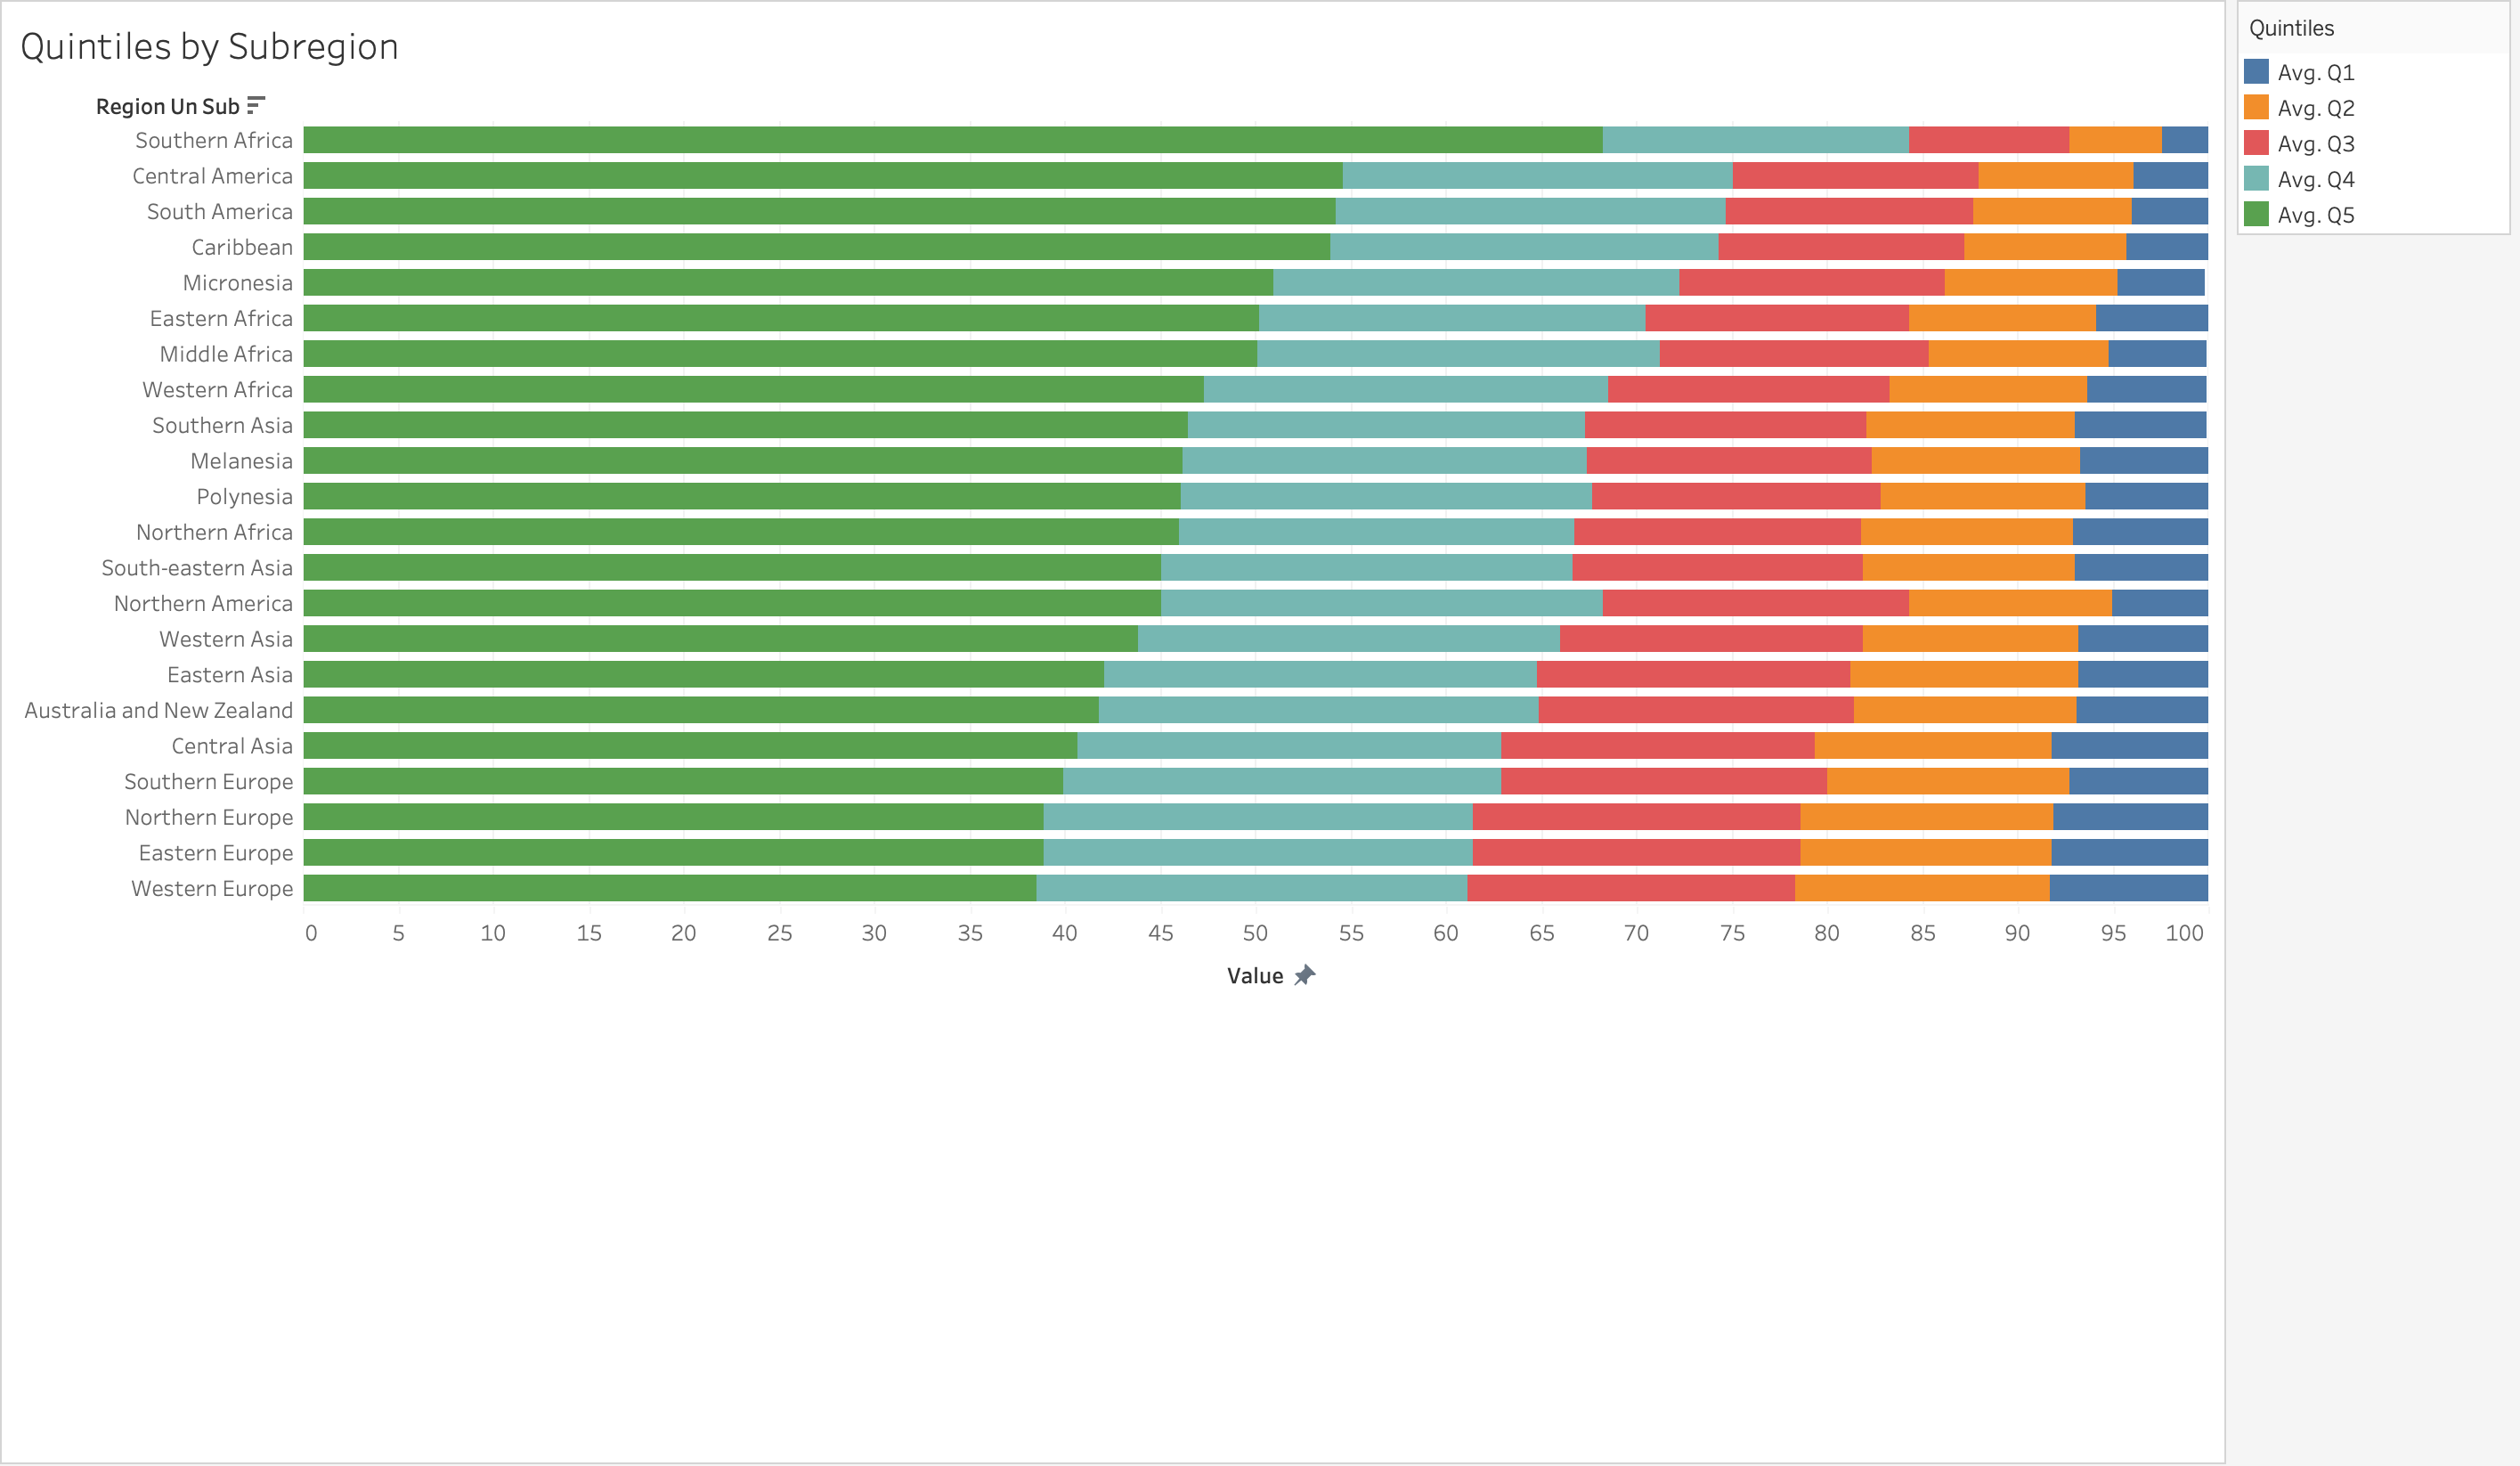 Quintiles by Subregion
Region Un Sub
Southern Africa
Central America
South America
Caribbean
Micronesia
Eastern Africa
Middle Africa
Western Africa
Southern Asia
Melanesia
Polynesia
Northern Africa
South-eastern Asia
Northern America
Western Asia
Eastern Asia
Australia and New Zealand
Central Asia
Southern Europe
Northern Europe
Eastern Europe
Western Europe
0 5 10 15 20 25 30 35 40 45 50 55 60 65 70 75 80 85 90 95 100
Value
Quintiles
Avg. Q1
Avg. Q2
Avg. Q3
Avg. Q4
Avg. Q5